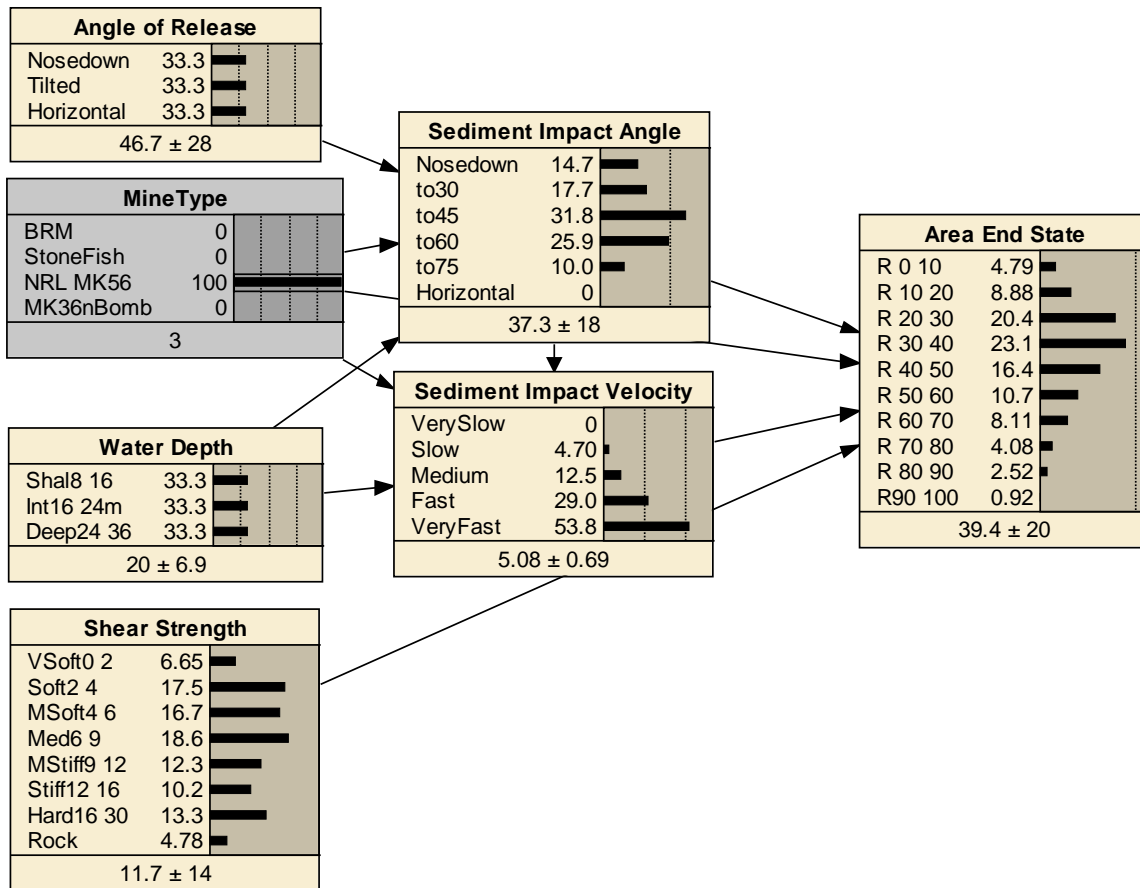 Angle of Release
Nosedown 33.3
Tilted 33.3
Horizontal 33.3
46.7 ± 28
MineType
BRM 0
StoneFish 0
NRL MK56 100
MK36nBomb 0
3
Water Depth
Shal8 16 33.3
Int16 24m 33.3
Deep24 36 33.3
20 ± 6.9
Shear Strength
VSoft0 2 6.65
Soft2 4 17.5
MSoft4 6 16.7
Med6 9 18.6
MStiff9 12 12.3
Stiff12 16 10.2
Hard16 30 13.3
Rock 4.78
11.7 ± 14
Sediment Impact Angle
Nosedown 14.7
to30 17.7
to45 31.8
to60 25.9
to75 10.0
Horizontal 0
37.3 ± 18
Sediment Impact Velocity
VerySlow 0
Slow 4.70
Medium 12.5
Fast 29.0
VeryFast 53.8
5.08 ± 0.69
Area End State
R 0 10 4.79
R 10 20 8.88
R 20 30 20.4
R 30 40 23.1
R 40 50 16.4
R 50 60 10.7
R 60 70 8.11
R 70 80 4.08
R 80 90 2.52
R90 100 0.92
39.4 ± 20